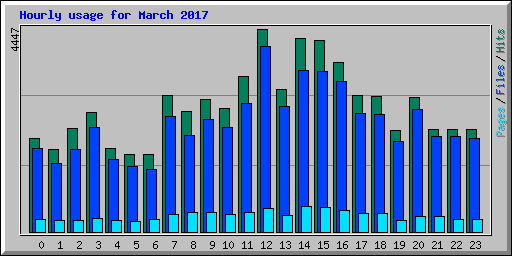 Hourly usage for March 2017
4447
Pages/Files/Hits
0 1 2 3 4 5 6 7 8 9 10 11 12 13 14 15 16 17 18 19 20 21 22 23